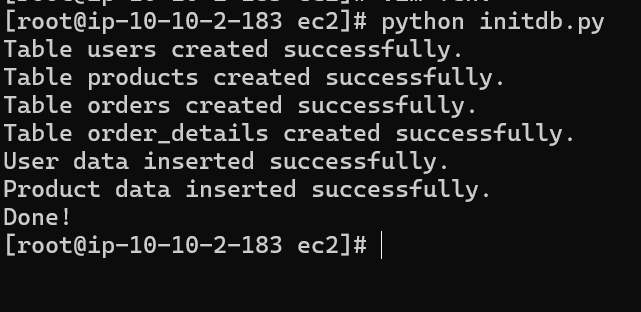 [root@ip-10-10-2-183 ec2]# python initdb.py
Table users created successfully.
Table products created successfully.
Table orders created successfully.
Table order_details created successfully.
User data inserted successfully.
Product data inserted successfully.
Done!
[root@ip-10-10-2-183 ec2]#